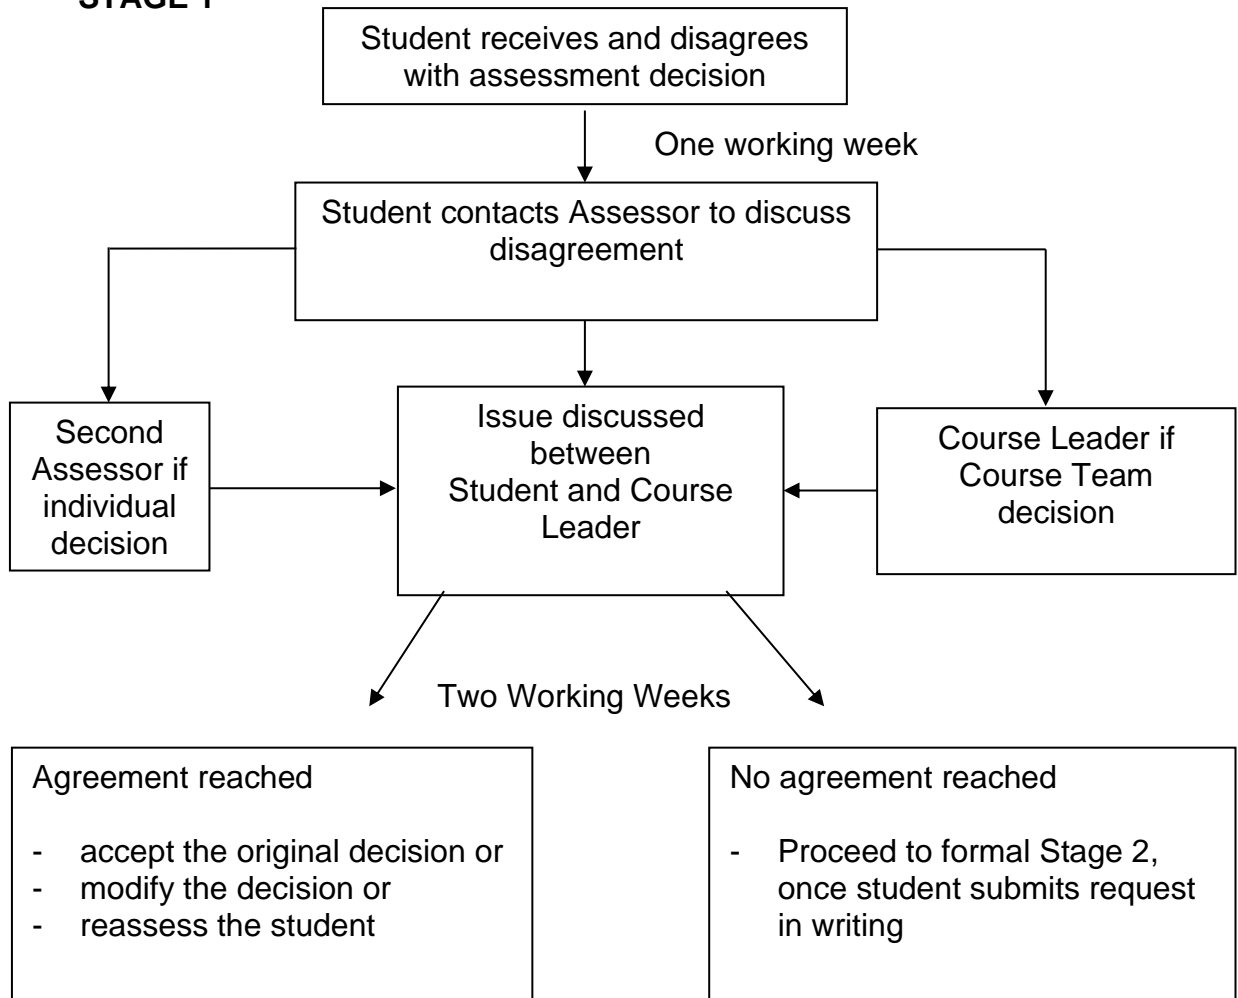 STAGE 1
Student receives and disagrees
with assessment decision
One working week
Student contacts Assessor to discuss
disagreement
Second
Assessor if
individual
decision
Issue discussed
between
Student and Course
Leader
Course Leader if
Course Team
decision
Two Working Weeks
Agreement reached
- accept the original decision or
- modify the decision or
- reassess the student
No agreement reached
- Proceed to formal Stage 2,
once student submits request
in writing